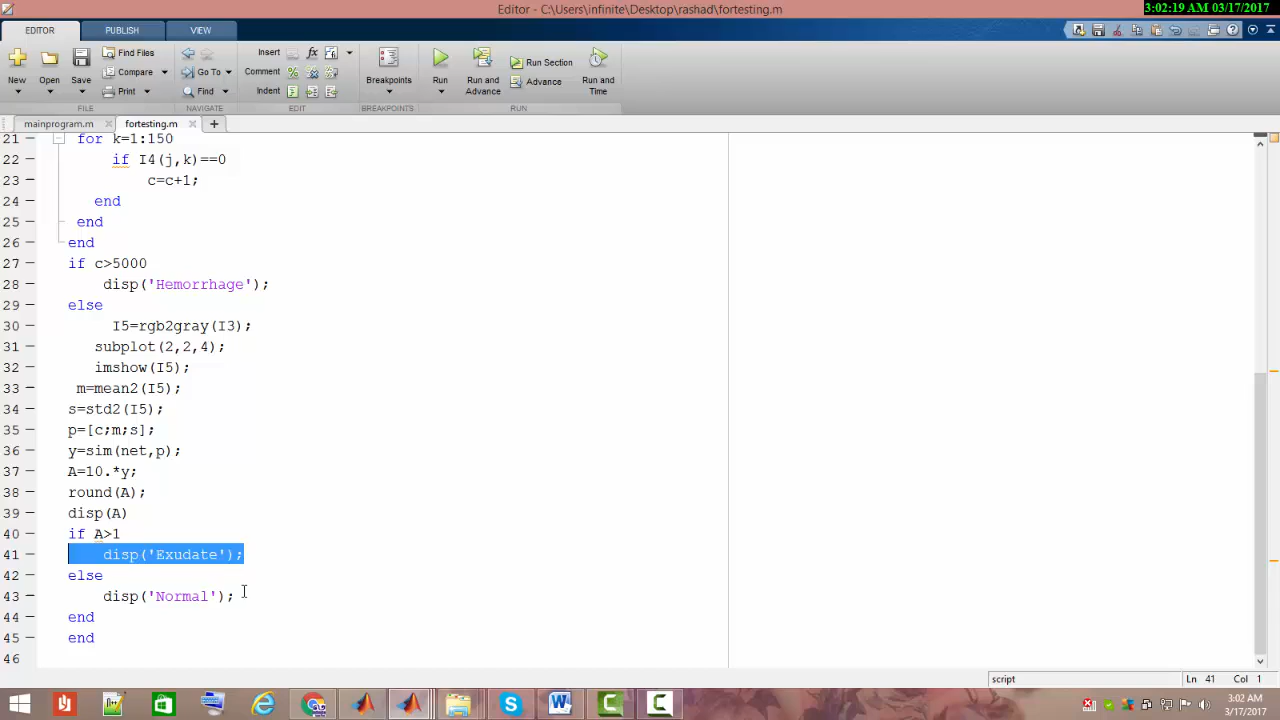 Editor - C:\Users\infinite\Desktop\rashad\fortesting.m
3:02:19 AM 03/17/2017
EDITOR PUBLISH VIEW
New Open Save
Find Files
Compare
Print
FILE
Go To
Find
NAVIGATE
Insert
Comment
Indent
EDIT
Breakpoints
BREAKPOINTS
Run
Run and Advance
Run Section
Advance
Run and Time
RUN
mainprogram.m × fortesting.m × +
21 – for k=1:150
22 – if I4(j,k)==0
23 – c=c+1;
24 – end
25 – end
26 – end
27 – if c>5000
28 – disp('Hemorrhage');
29 – else
30 – I5=rgb2gray(I3);
31 – subplot(2,2,4);
32 – imshow(I5);
33 – m=mean2(I5);
34 – s=std2(I5);
35 – p=[c;m;s];
36 – y=sim(net,p);
37 – A=10.*y;
38 – round(A);
39 – disp(A)
40 – if A>1
41 – disp('Exudate');
42 – else
43 – disp('Normal');
44 – end
45 – end
46
script Ln 41 Col 1
3:02 AM
3/17/2017